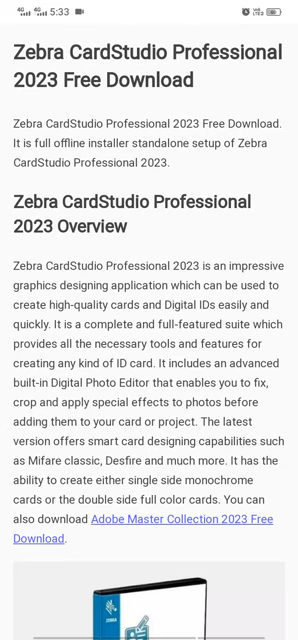 4G 4G 5:33
Zebra CardStudio Professional
2023 Free Download
Zebra CardStudio Professional 2023 Free Download.
It is full offline installer standalone setup of Zebra
CardStudio Professional 2023.
Zebra CardStudio Professional
2023 Overview
Zebra CardStudio Professional 2023 is an impressive
graphics designing application which can be used to
create high-quality cards and Digital IDs easily and
quickly. It is a complete and full-featured suite which
provides all the necessary tools and features for
creating any kind of ID card. It includes an advanced
built-in Digital Photo Editor that enables you to fix,
crop and apply special effects to photos before
adding them to your card or project. The latest
version offers smart card designing capabilities such
as Mifare classic, Desfire and much more. It has the
ability to create either single side monochrome
cards or the double side full color cards. You can
also download Adobe Master Collection 2023 Free
Download.
ZEBRA